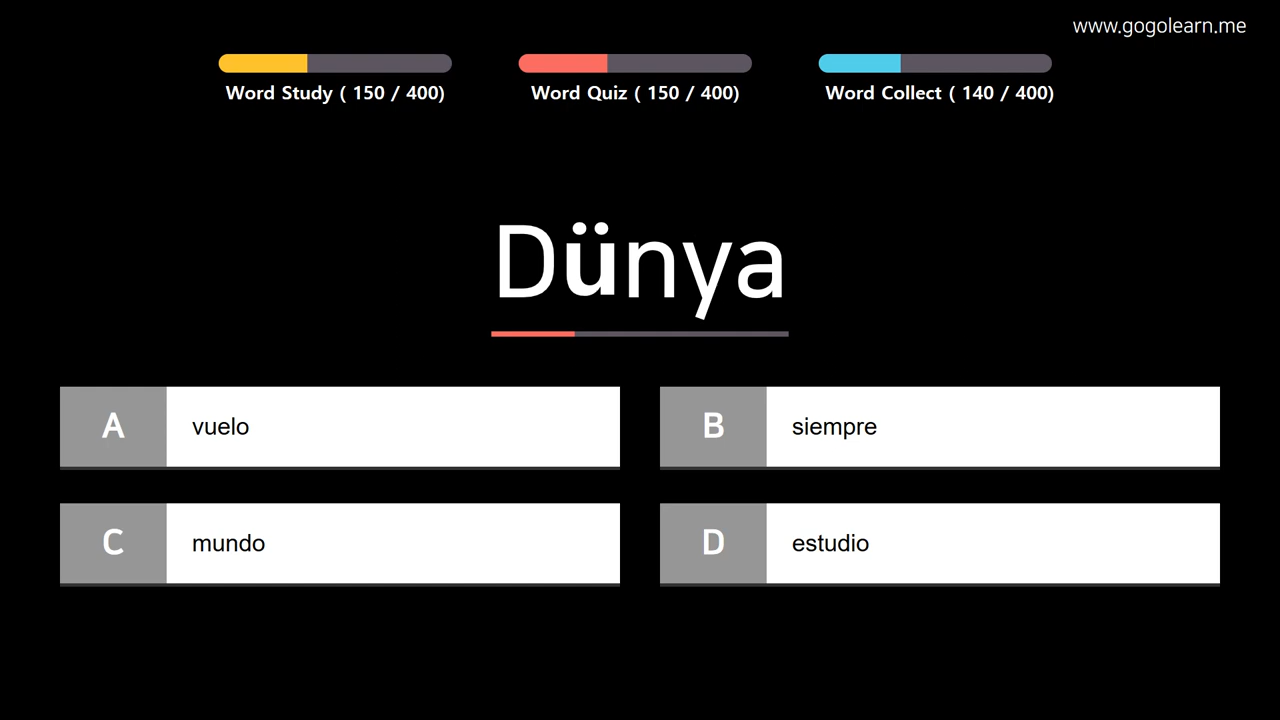 www.gogolearn.me
Word Study ( 150 / 400)
Word Quiz ( 150 / 400)
Word Collect ( 140 / 400)
Dünya
A vuelo
B siempre
C mundo
D estudio